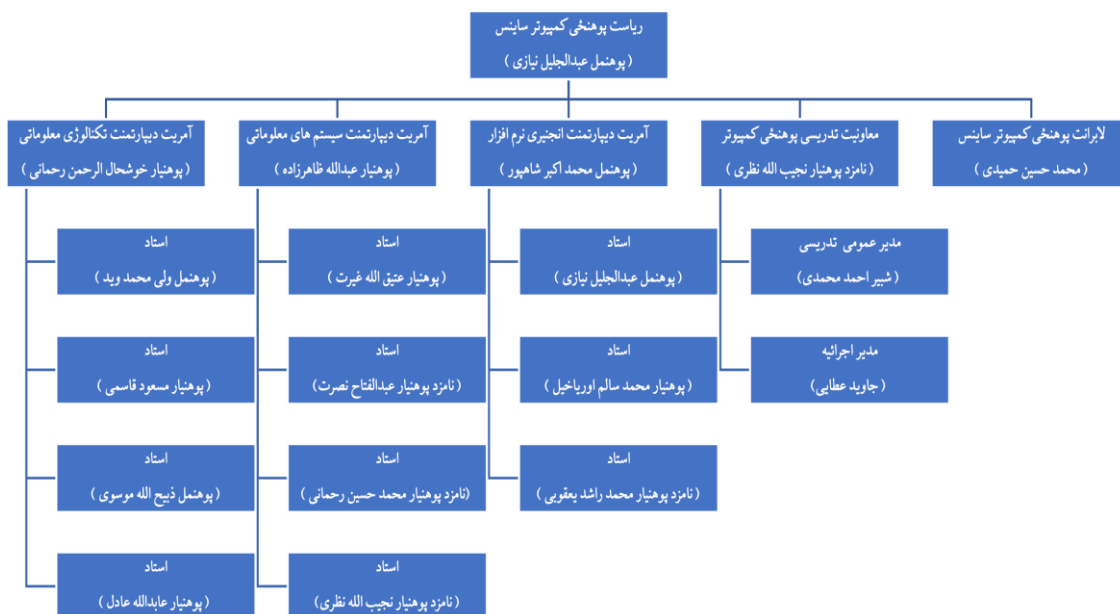 ریاست پوهنځی کمپیوتر ساینس
( پوهنمل عبدالجلیل نیازی )
لابرانت پوهنځی کمپیوتر ساینس
( محمد حسین حمیدی )
معاونیت تدریسی پوهنځی کمپیوتر
( نامزد پوهنیار نجیب الله نظری )
مدیر عمومی تدریسی
( شبیر احمد محمدی)
مدیر اجرائیه
(جاوید عطایی)
آمریت دیپارتمنت انجنیری نرم افزار
( پوهنمل محمد اکبر شاهپور )
استاد
( پوهنمل عبدالجلیل نیازی )
استاد
( پوهنیار محمد سالم اوریاخیل )
استاد
( نامزد پوهنیار محمد راشد یعقوبی )
آمریت دیپارتمنت سیستم های معلوماتی
( پوهنیار عبدالله ظاهرزاده )
استاد
( پوهنیار عتیق الله غیرت )
استاد
(نامزد پوهنیار عبدالفتاح نصرت )
استاد
(نامزد پوهنیار محمد حسین رحمانی )
استاد
( نامزد پوهنیار نجیب الله نظری )
آمریت دیپارتمنت تکنالوژی معلوماتی
( پوهنیار خوشحال الرحمن رحمانی )
استاد
( پوهنمل ولی محمد وید )
استاد
( پوهنیار مسعود قاسمی )
استاد
( پوهنمل ذبیح الله موسوی )
استاد
( پوهنیار عابدالله عادل )